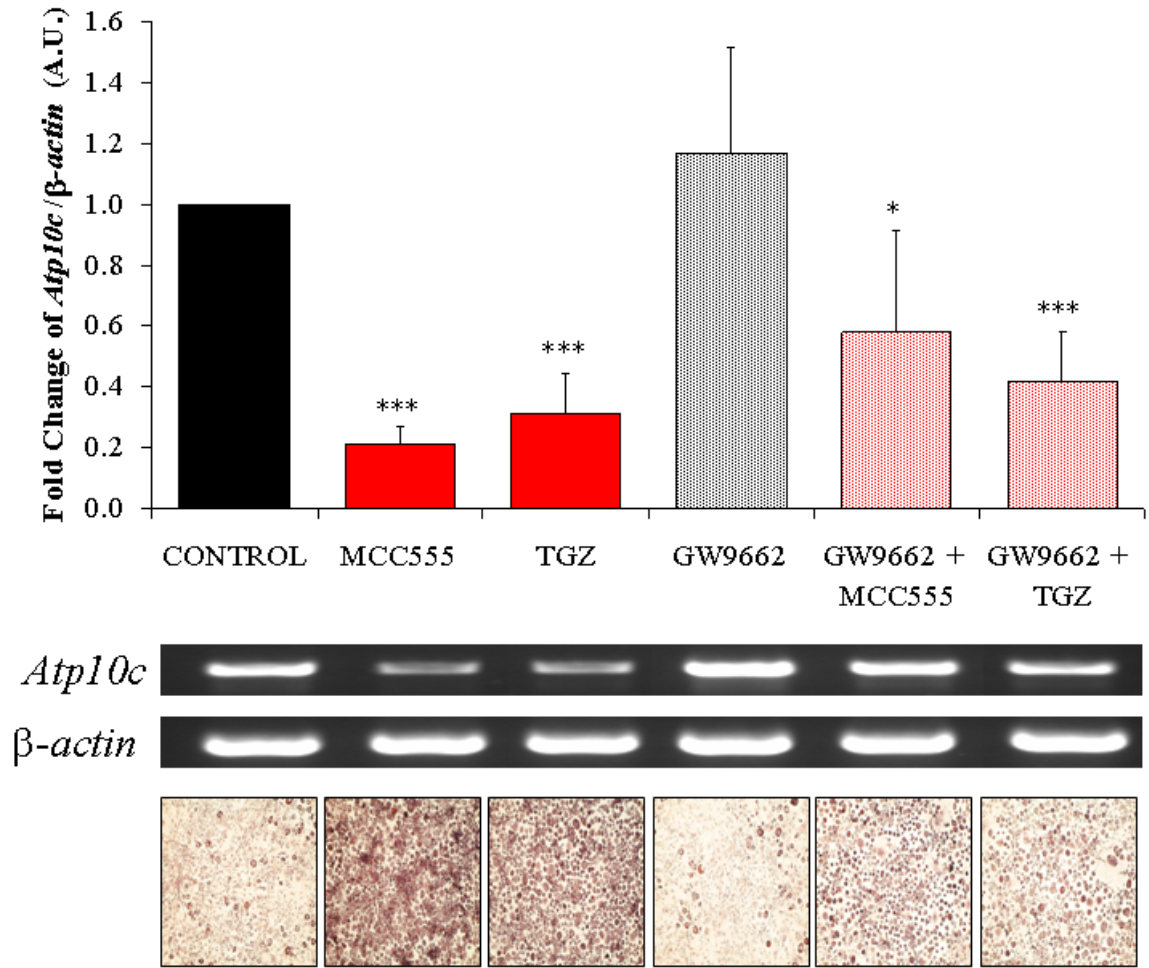 Fold Change of Atp10c/β-actin (A.U.)
1.6
1.4
1.2
1.0
0.8
0.6
0.4
0.2
0.0
***
***
*
***
CONTROL
MCC555
TGZ
GW9662
GW9662 +
MCC555
GW9662 +
TGZ
Atp10c
β-actin